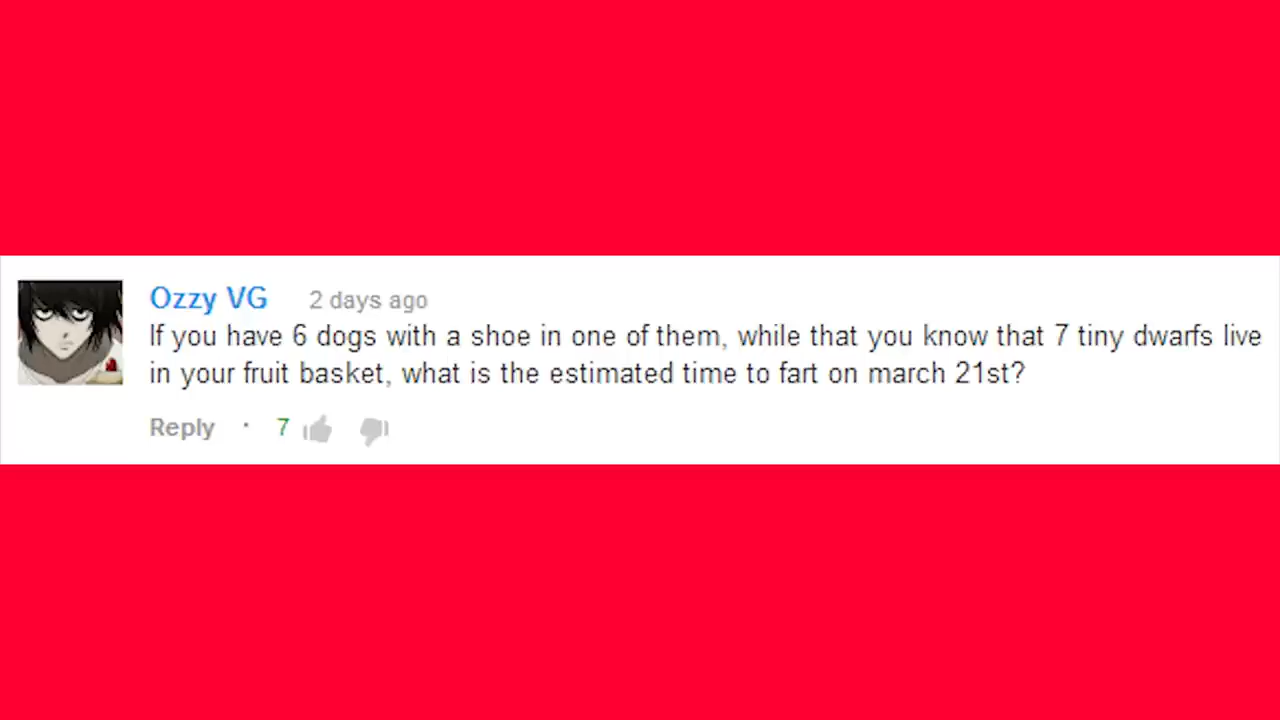 Ozzy VG 2 days ago
If you have 6 dogs with a shoe in one of them, while that you know that 7 tiny dwarfs live
in your fruit basket, what is the estimated time to fart on march 21st?
Reply · 7